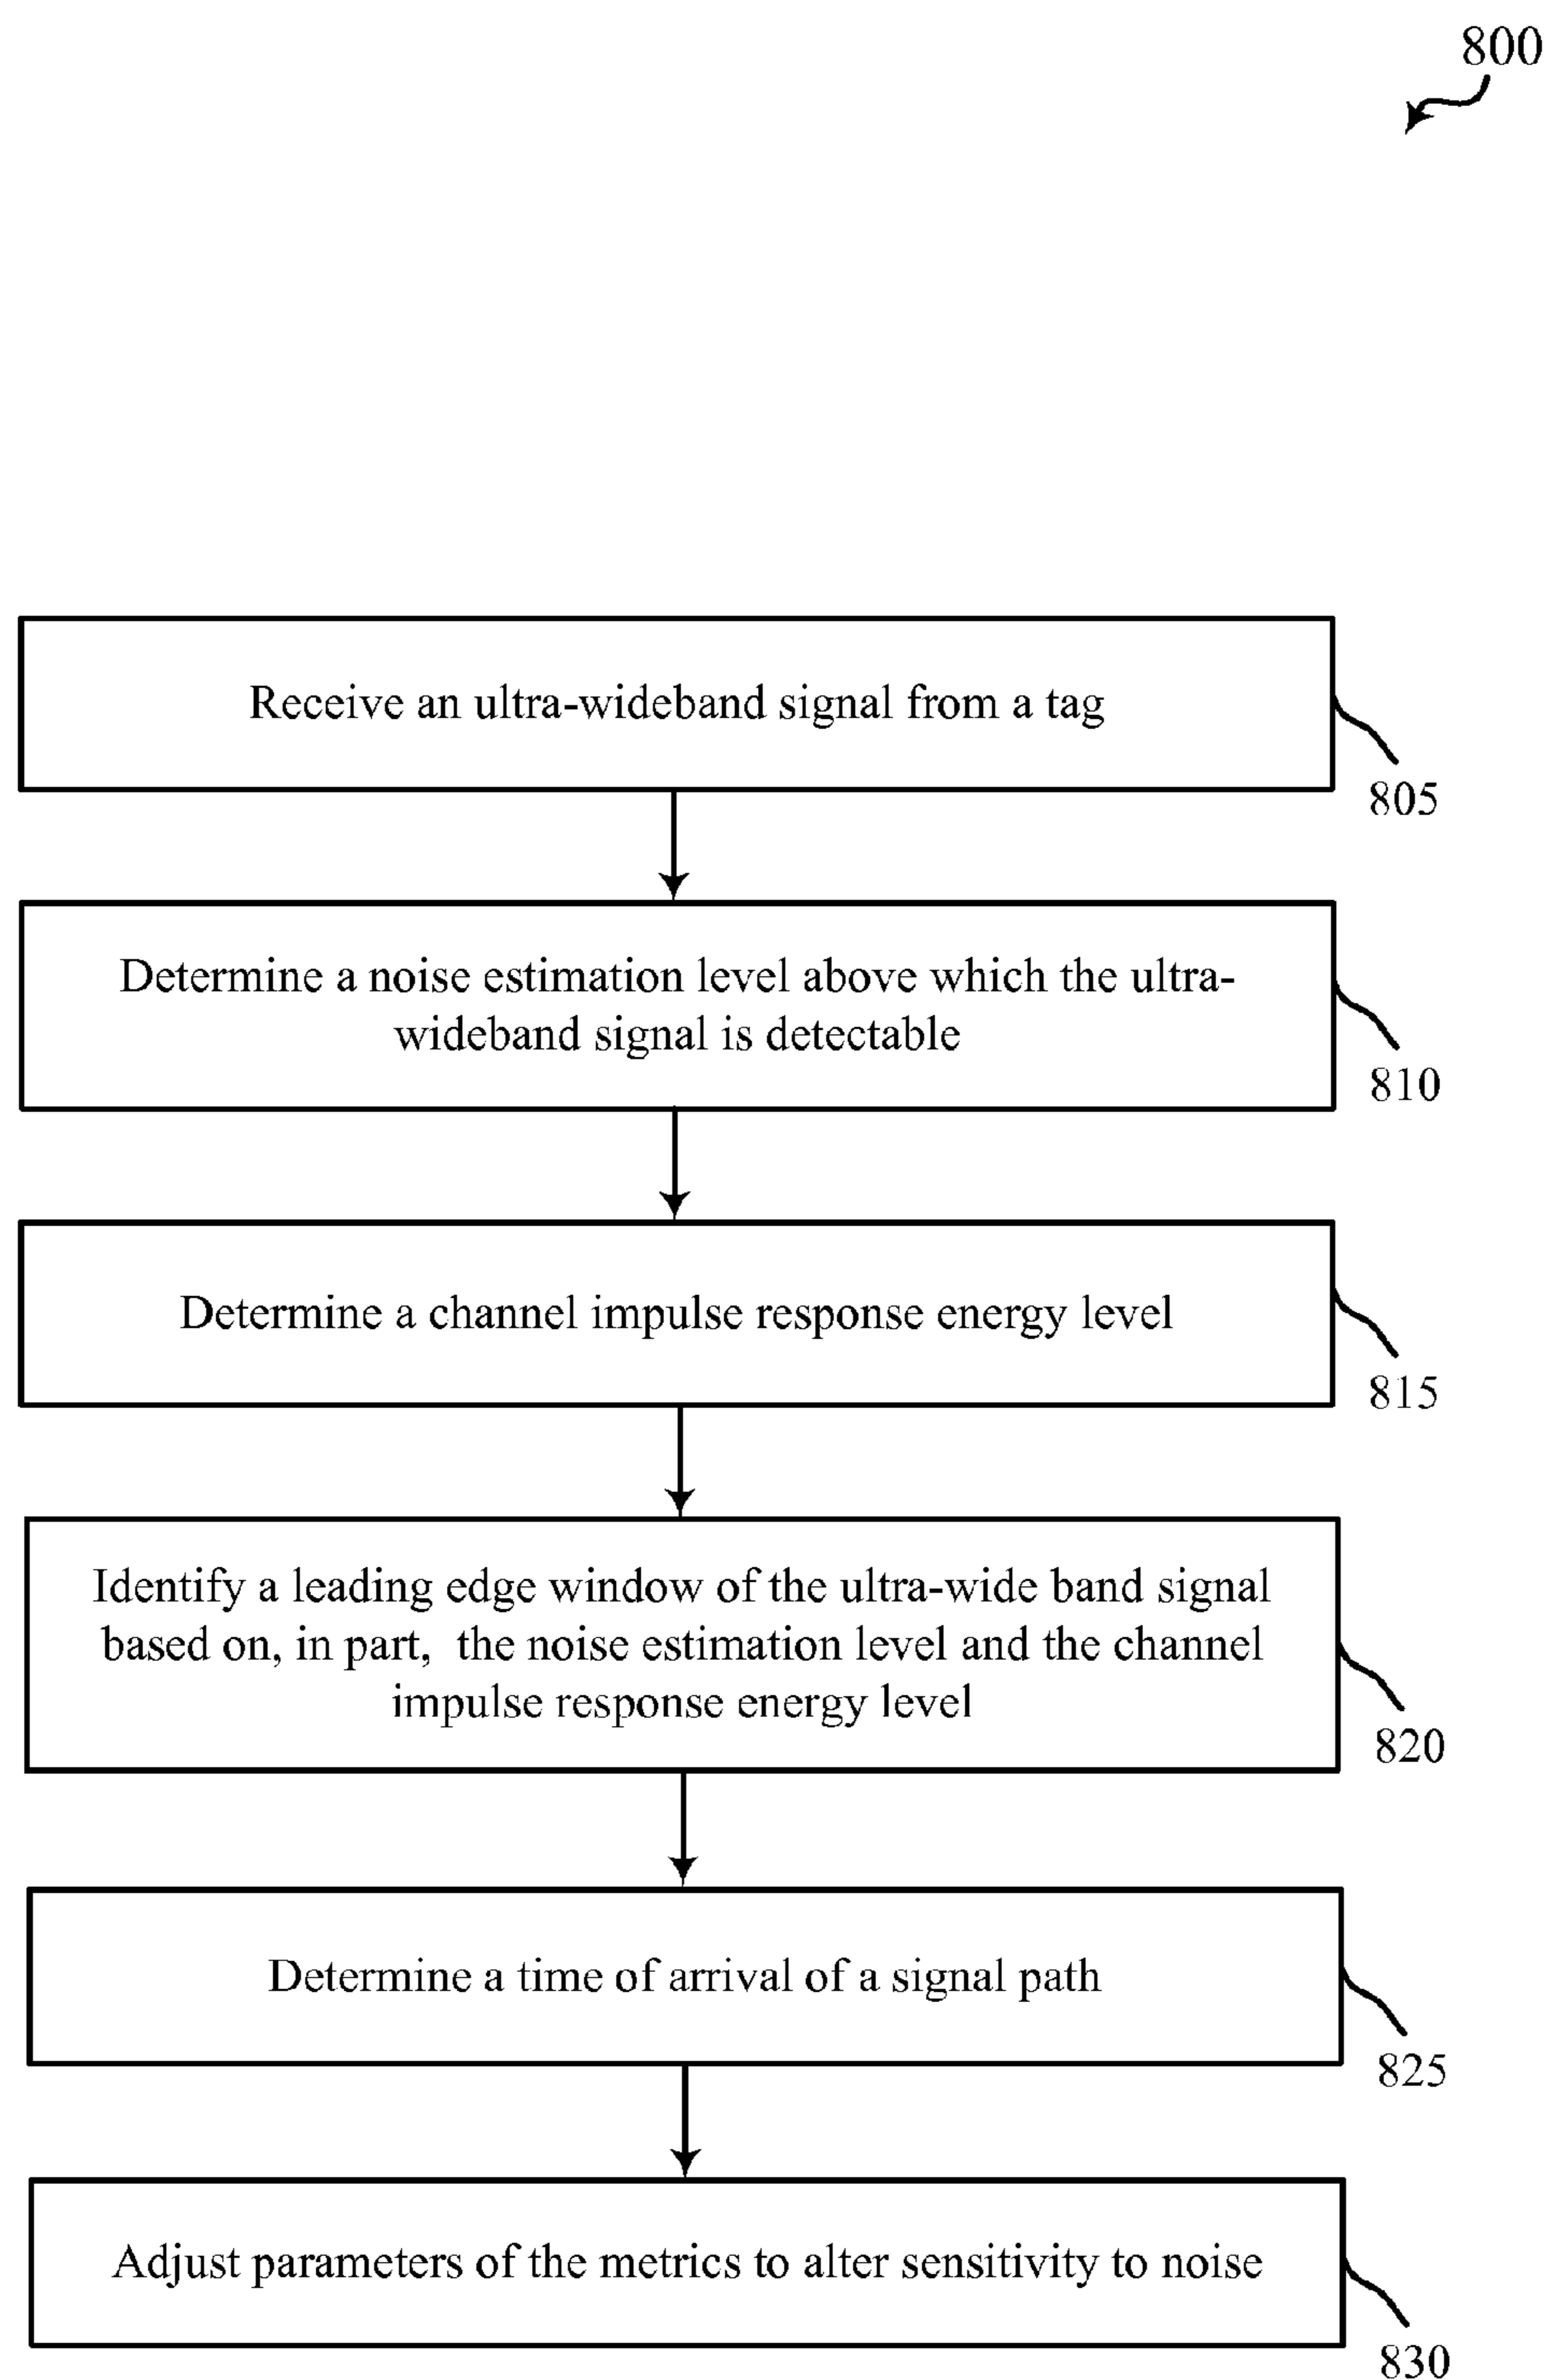 800
Receive an ultra-wideband signal from a tag
805
Determine a noise estimation level above which the ultra-
wideband signal is detectable
810
Determine a channel impulse response energy level
815
Identify a leading edge window of the ultra-wide band signal
based on, in part, the noise estimation level and the channel
impulse response energy level
820
Determine a time of arrival of a signal path
825
Adjust parameters of the metrics to alter sensitivity to noise
830